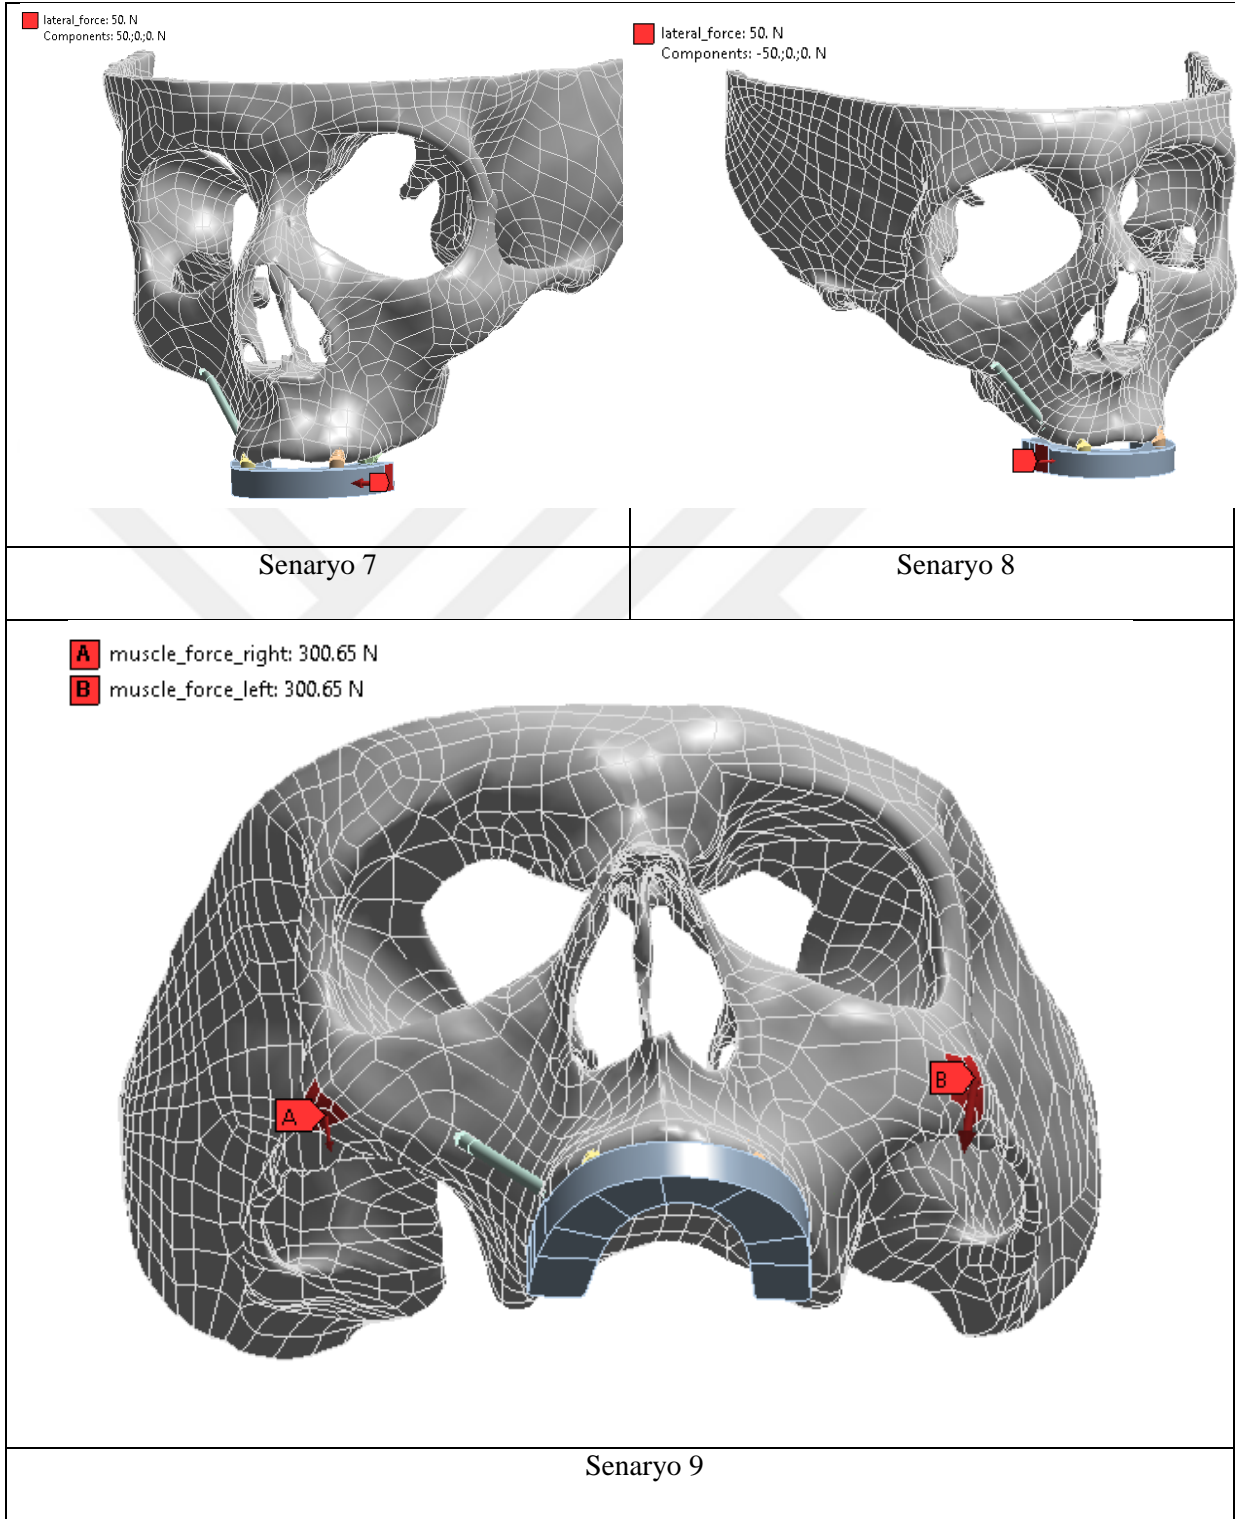 lateral_force: 50. N
Components: 50.;0.;0. N
lateral_force: 50. N
Components: -50.;0.;0. N
Senaryo 7
Senaryo 8
A muscle_force_right: 300.65 N
B muscle_force_left: 300.65 N
A
B
Senaryo 9